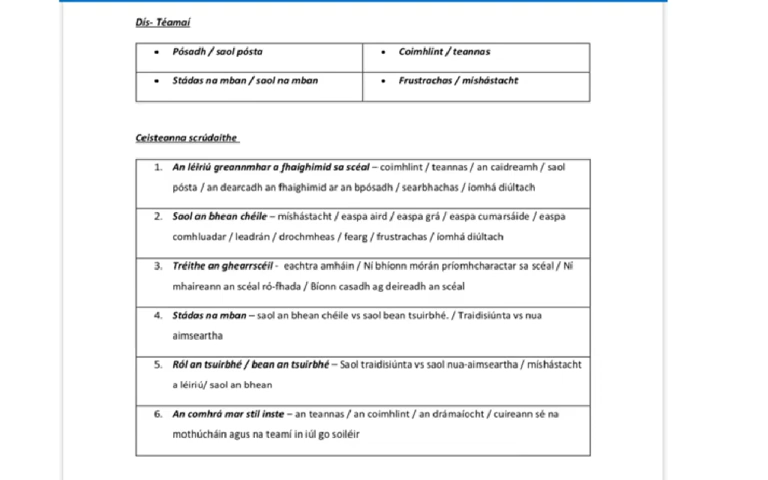 Dís- Téamaí
• Pósadh / saol pósta
• Coimhlint / teannas
• Stádas na mban / saol na mban
• Frustrachas / míshástacht
Ceisteanna scrúdaithe
1. An léiriú greannmhar a fhaighimid sa scéal – coimhlint / teannas / an caidreamh / saol
pósta / an dearcadh an fhaighimid ar an bpósadh / searbhachas / íomhá diúltach
2. Saol an bhean chéile – míshástacht / easpa aird / easpa grá / easpa cumarsáide / easpa
comhluadar / leadrán / drochmheas / fearg / frustrachas / íomhá diúltach
3. Tréithe an ghearrscéil - eachtra amháin / Ní bhíonn mórán príomhcharactar sa scéal / Ní
mhaireann an scéal ró-fhada / Bíonn casadh ag deireadh an scéal
4. Stádas na mban – saol an bhean chéile vs saol bean tsuirbhé. / Traidisiúnta vs nua
aimseartha
5. Ról an tsuirbhé / bean an tsuirbhé – Saol traidisiúnta vs saol nua-aimseartha / míshástacht
a léiriú/ saol an bhean
6. An comhrá mar stíl inste – an teannas / an coimhlint / an drámaíocht / cuireann sé na
mothúcháin agus na teamí in iúl go soiléir